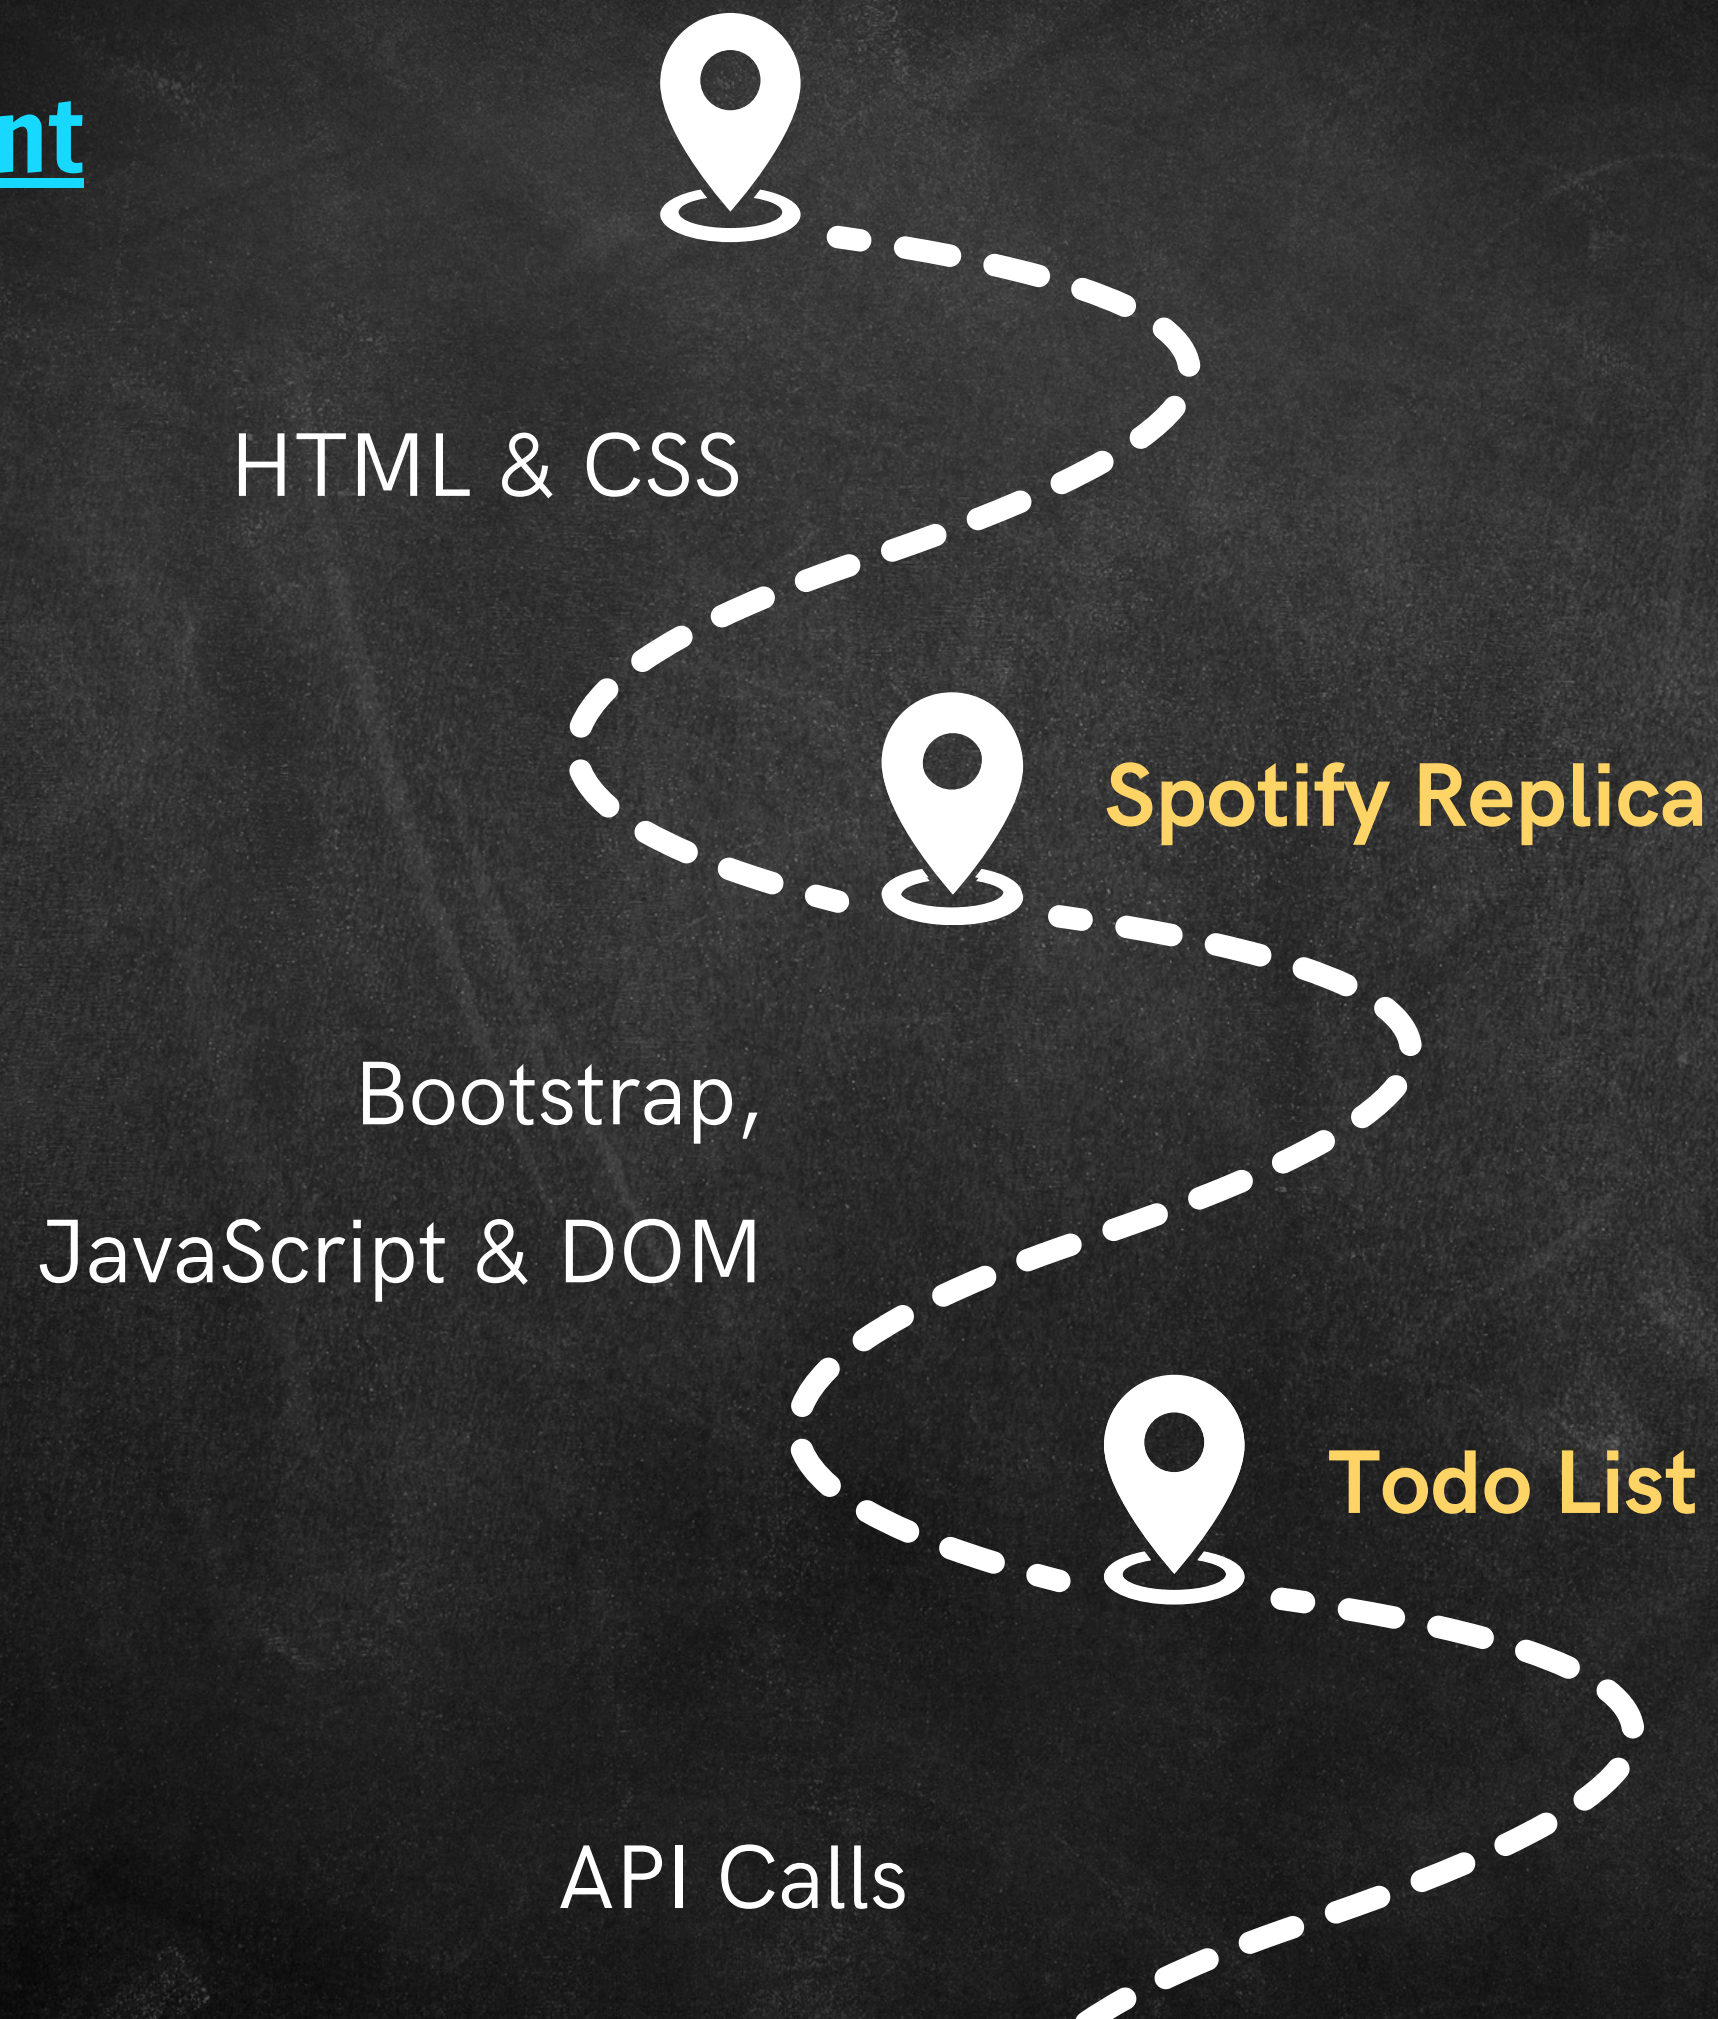 nt
HTML & CSS
Spotify Replica
Bootstrap,
JavaScript & DOM
Todo List
API Calls